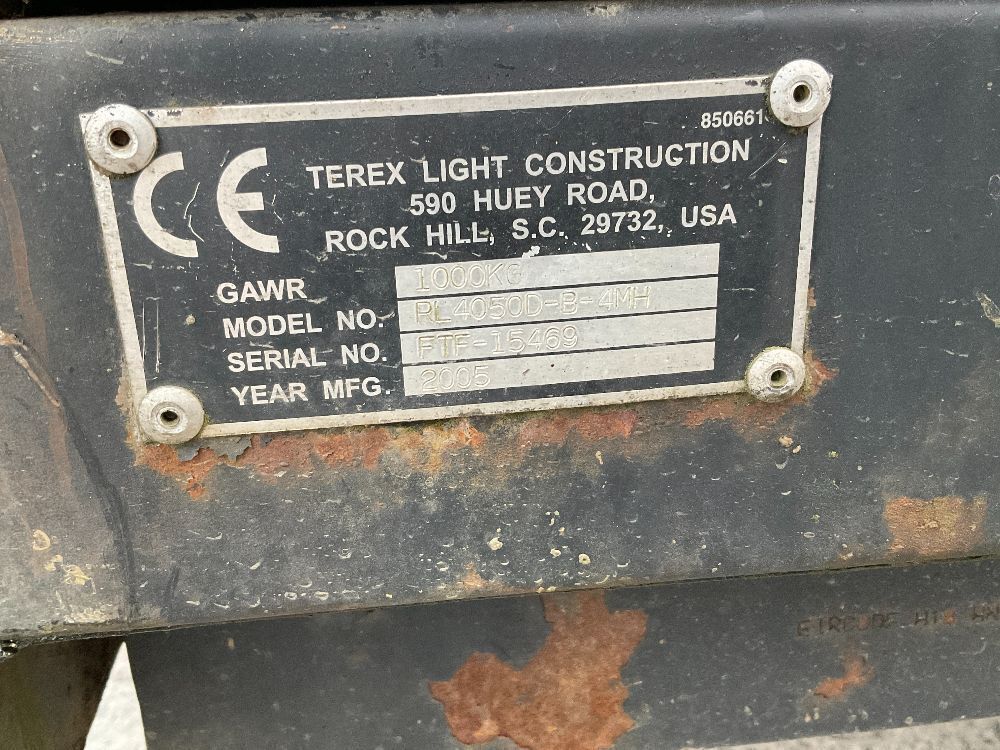 850661
CE TEREX LIGHT CONSTRUCTION
590 HUEY ROAD,
ROCK HILL, S.C. 29732, USA
GAWR 1000KG
MODEL NO. RL4050D-B-4MH
SERIAL NO. FTF-15469
YEAR MFG. 2005